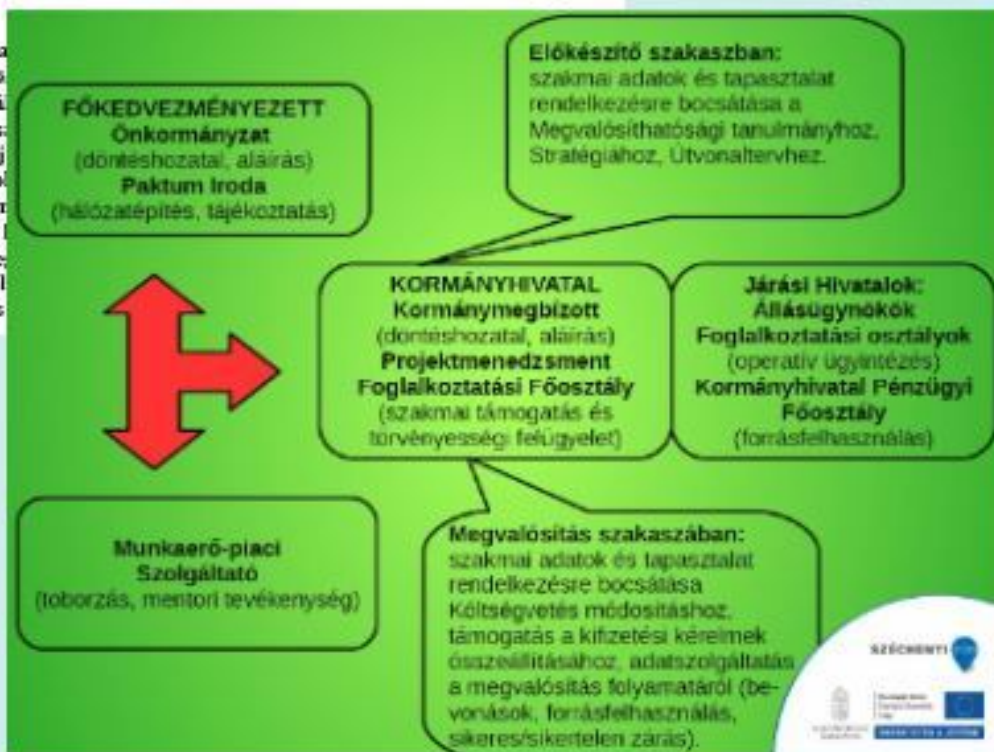 FŐKEDVEZMÉNYEZETT
Önkormányzat
(döntéshozatal, aláírás)
Paktum Iroda
(hálózatépítés, tájékoztatás)
Előkészítő szakaszban:
szakmai adatok és tapasztalat
rendelkezésre bocsátása a
Megvalósíthatósági tanulmányhoz,
Stratégiához, Útvonaltervhez.
KORMÁNYHIVATAL
Kormánymegbízott
(döntéshozatal, aláírás)
Projektmenedzsment
Foglalkoztatási Főosztály
(szakmai támogatás és
törvényességi felügyelet)
Járási Hivatalok:
Állásügynökök
Foglalkoztatási osztályok
(operatív ügyintézés)
Kormányhivatal Pénzügyi
Főosztály
(forrásfelhasználás)
Munkaerő-piaci
Szolgáltató
(toborzás, mentori tevékenység)
Megvalósítás szakaszában:
szakmai adatok és tapasztalat
rendelkezésre bocsátása
Költségvetés módosításhoz,
támogatás a kifizetési kérelmek
összeállításához, adatszolgáltatás
a megvalósítás folyamatáról (be-
vonások, forrásfelhasználás,
sikeres/sikertelen zárás).
SZÉCHENYI